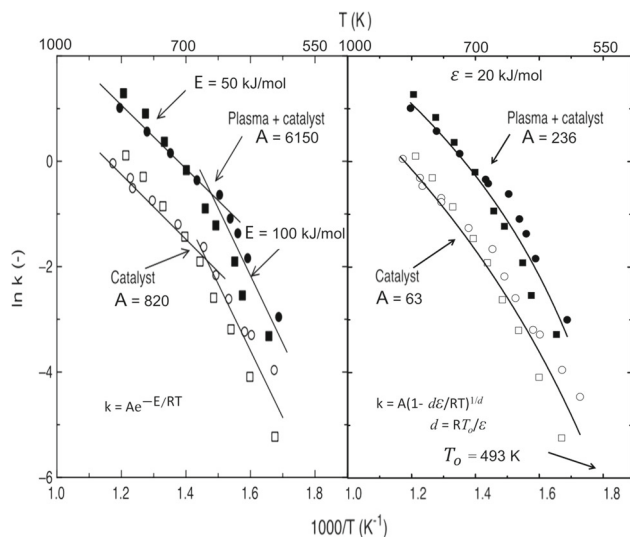 T (K)
1000 700 550
1000 700 550
E = 50 kJ/mol
Plasma + catalyst
A = 6150
E = 100 kJ/mol
Catalyst
A = 820
k = Ae−E/RT
ε = 20 kJ/mol
Plasma + catalyst
A = 236
Catalyst
A = 63
k = A(1- dε/RT)1/d
d = RTo/ε
To = 493 K
ln k (-)
2
0
−2
−4
−6
1.0 1.2 1.4 1.6 1.8
1.0 1.2 1.4 1.6 1.8
1000/T (K-1)